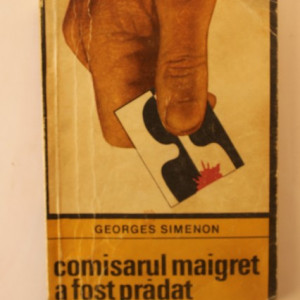 GEORGES SIMENON
comisarul maigret
a fost prădat